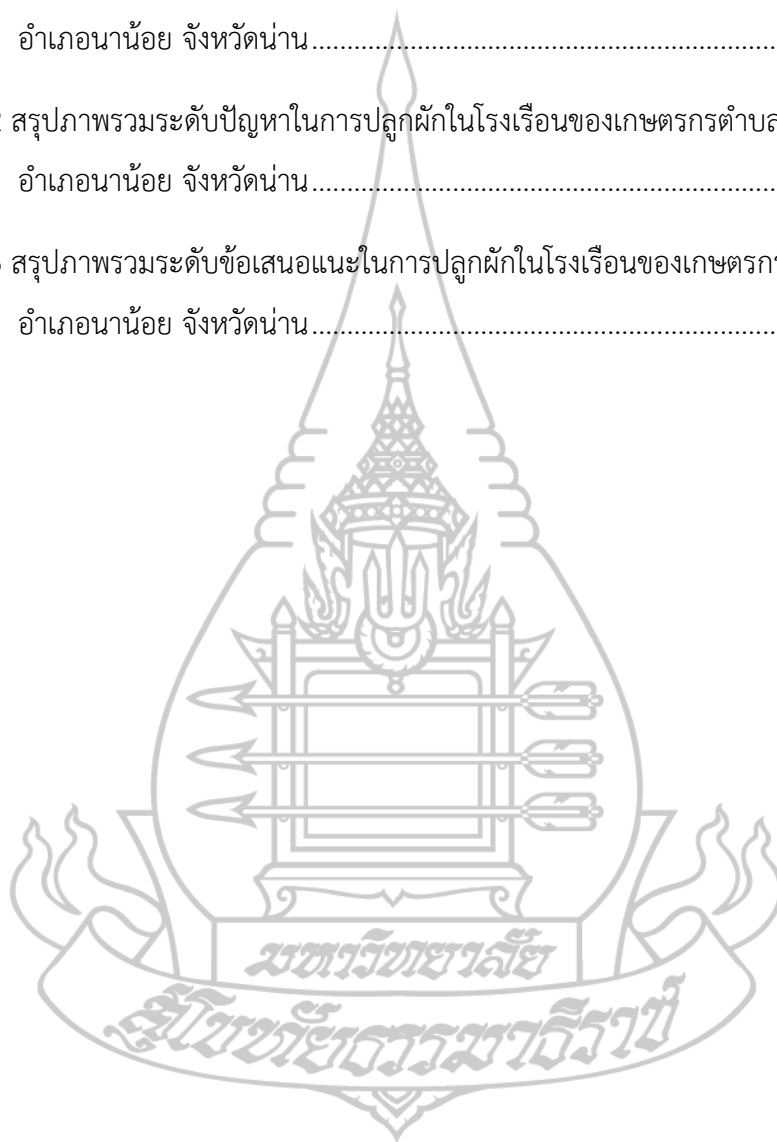 อำเภอนาน้อย จังหวัดน่าน
สรุปภาพรวมระดับปัญหาในการปลูกผักในโรงเรือนของเกษตรกรตำบล
อำเภอนาน้อย จังหวัดน่าน
สรุปภาพรวมระดับข้อเสนอแนะในการปลูกผักในโรงเรือนของเกษตรกร
อำเภอนาน้อย จังหวัดน่าน
มหาวิทยาลัย
สุโขทัยธรรมาธิราช